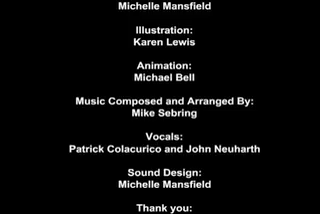 Michelle Mansfield
Illustration:
Karen Lewis
Animation:
Michael Bell
Music Composed and Arranged By:
Mike Sebring
Vocals:
Patrick Colacurico and John Neuharth
Sound Design:
Michelle Mansfield
Thank you: